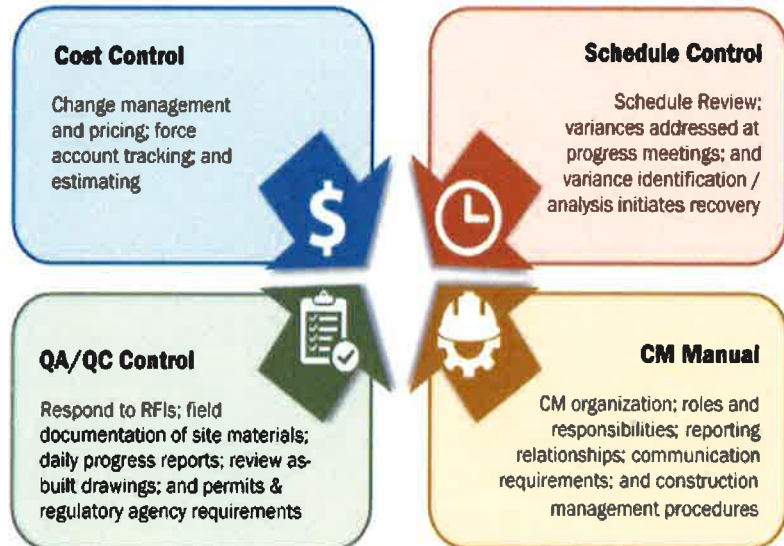 Cost Control
Change management
and pricing; force
account tracking; and
estimating
$
Schedule Control
Schedule Review;
variances addressed at
progress meetings; and
variance identification /
analysis initiates recovery
QA/QC Control
Respond to RFIs; field
documentation of site materials;
daily progress reports; review as-
built drawings; and permits &
regulatory agency requirements
CM Manual
CM organization; roles and
responsibilities; reporting
relationships; communication
requirements; and construction
management procedures